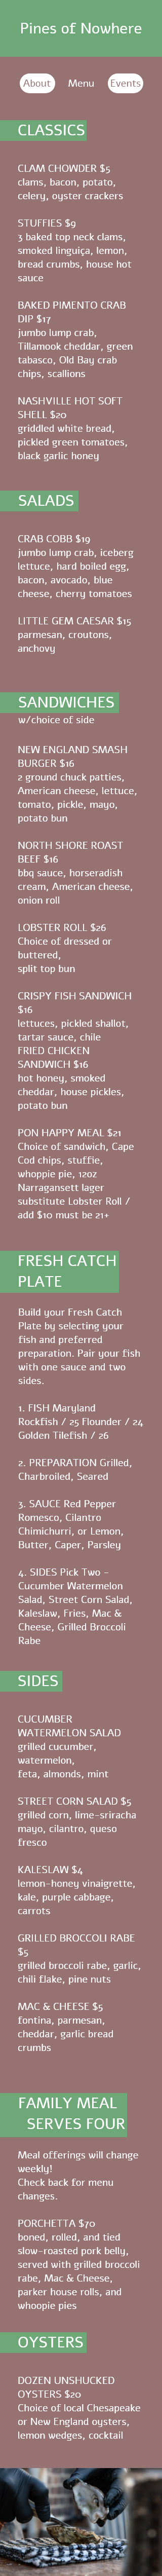 Pines of Nowhere
About Menu Events
CLASSICS
CLAM CHOWDER $5
clams, bacon, potato,
celery, oyster crackers
STUFFIES $9
3 baked top neck clams,
smoked linguiça, lemon,
bread crumbs, house hot
sauce
BAKED PIMENTO CRAB
DIP $17
jumbo lump crab,
Tillamook cheddar, green
tabasco, Old Bay crab
chips, scallions
NASHVILLE HOT SOFT
SHELL $20
griddled white bread,
pickled green tomatoes,
black garlic honey
SALADS
CRAB COBB $19
jumbo lump crab, iceberg
lettuce, hard boiled egg,
bacon, avocado, blue
cheese, cherry tomatoes
LITTLE GEM CAESAR $15
parmesan, croutons,
anchovy
SANDWICHES
w/choice of side
NEW ENGLAND SMASH
BURGER $16
2 ground chuck patties,
American cheese, lettuce,
tomato, pickle, mayo,
potato bun
NORTH SHORE ROAST
BEEF $16
bbq sauce, horseradish
cream, American cheese,
onion roll
LOBSTER ROLL $26
Choice of dressed or
buttered,
split top bun
CRISPY FISH SANDWICH
$16
lettuces, pickled shallot,
tartar sauce, chile
FRIED CHICKEN
SANDWICH $16
hot honey, smoked
cheddar, house pickles,
potato bun
PON HAPPY MEAL $21
Choice of sandwich, Cape
Cod chips, stuffie,
whoppie pie, 12oz
Narragansett lager
substitute Lobster Roll /
add $10 must be 21+
FRESH CATCH
PLATE
Build your Fresh Catch
Plate by selecting your
fish and preferred
preparation. Pair your fish
with one sauce and two
sides.
1. FISH Maryland
Rockfish / 25 Flounder / 24
Golden Tilefish / 26
2. PREPARATION Grilled,
Charbroiled, Seared
3. SAUCE Red Pepper
Romesco, Cilantro
Chimichurri, or Lemon,
Butter, Caper, Parsley
4. SIDES Pick Two -
Cucumber Watermelon
Salad, Street Corn Salad,
Kaleslaw, Fries, Mac &
Cheese, Grilled Broccoli
Rabe
SIDES
CUCUMBER
WATERMELON SALAD
grilled cucumber,
watermelon,
feta, almonds, mint
STREET CORN SALAD $5
grilled corn, lime-sriracha
mayo, cilantro, queso
fresco
KALESLAW $4
lemon-honey vinaigrette,
kale, purple cabbage,
carrots
GRILLED BROCCOLI RABE
$5
grilled broccoli rabe, garlic,
chili flake, pine nuts
MAC & CHEESE $5
fontina, parmesan,
cheddar, garlic bread
crumbs
FAMILY MEAL
SERVES FOUR
Meal offerings will change
weekly!
Check back for menu
changes.
PORCHETTA $70
boned, rolled, and tied
slow-roasted pork belly,
served with grilled broccoli
rabe, Mac & Cheese,
parker house rolls, and
whoopie pies
OYSTERS
DOZEN UNSHUCKED
OYSTERS $20
Choice of local Chesapeake
or New England oysters,
lemon wedges, cocktail